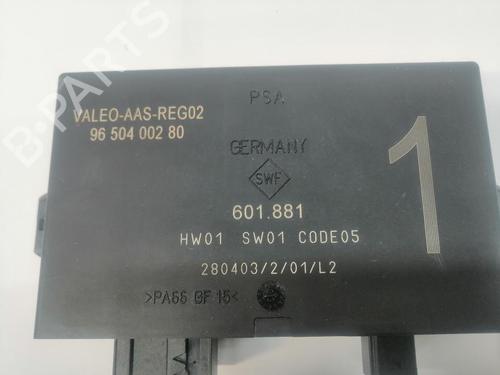 B-PARTS
PSA
VALEO-AAS-REG02
96 504 002 80
GERMANY
SWF
1
601.881
HW01 SW01 CODE05
280403/2/01/L2
>PA66 GF 15<